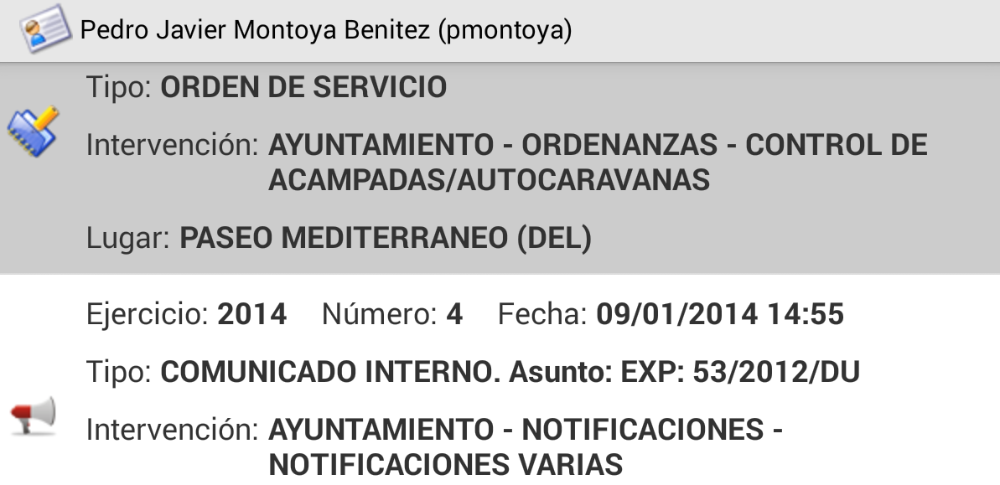 Pedro Javier Montoya Benitez (pmontoya)
Tipo: ORDEN DE SERVICIO
Intervención: AYUNTAMIENTO - ORDENANZAS - CONTROL DE
ACAMPADAS/AUTOCARAVANAS
Lugar: PASEO MEDITERRANEO (DEL)
Ejercicio: 2014 Número: 4 Fecha: 09/01/2014 14:55
Tipo: COMUNICADO INTERNO. Asunto: EXP: 53/2012/DU
Intervención: AYUNTAMIENTO - NOTIFICACIONES -
NOTIFICACIONES VARIAS